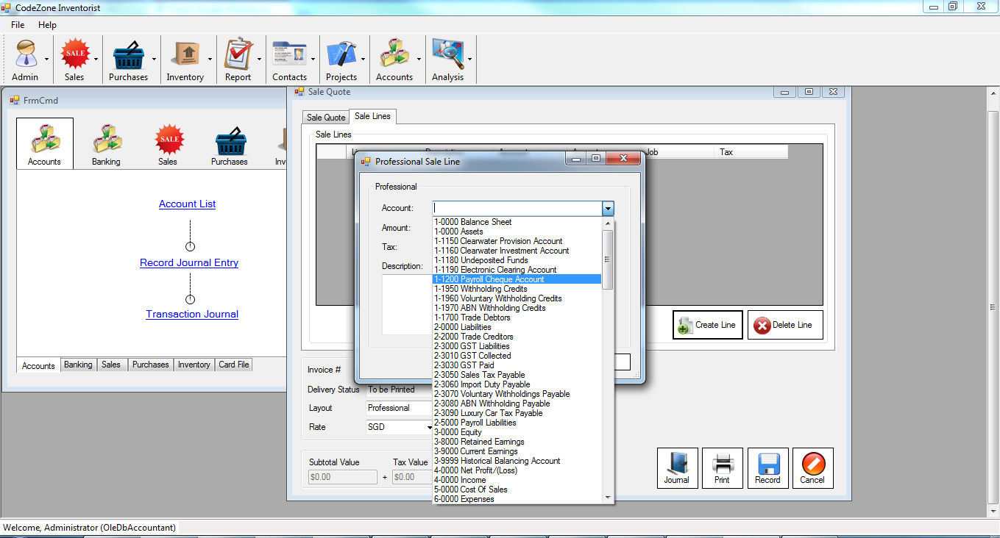 CodeZone Inventorist
File Help
Admin Sales Purchases Inventory Report Contacts Projects Accounts Analysis
FrmCmd
Accounts Banking Sales Purchases
Account List
Record Journal Entry
Transaction Journal
Accounts Banking Sales Purchases Inventory Card File
Sale Quote
Sale Quote Sale Lines
Sale Lines
Job Tax
Professional Sale Line
Professional
Account:
Amount:
Tax:
Description:
1-0000 Balance Sheet
1-0000 Assets
1-1150 Clearwater Provision Account
1-1160 Clearwater Investment Account
1-1180 Undeposited Funds
1-1190 Electronic Clearing Account
1-1200 Payroll Cheque Account
1-1950 Withholding Credits
1-1960 Voluntary Withholding Credits
1-1970 ABN Withholding Credits
1-1700 Trade Debtors
2-0000 Liabilities
2-2000 Trade Creditors
2-3000 GST Liabilities
2-3010 GST Collected
2-3030 GST Paid
2-3050 Sales Tax Payable
2-3060 Import Duty Payable
2-3070 Voluntary Withholdings Payable
2-3080 ABN Withholding Payable
2-3090 Luxury Car Tax Payable
2-5000 Payroll Liabilities
3-0000 Equity
3-8000 Retained Earnings
3-9000 Current Earnings
3-9999 Historical Balancing Account
4-0000 Net Profit/(Loss)
4-0000 Income
5-0000 Cost Of Sales
6-0000 Expenses
Create Line Delete Line
Invoice #
Delivery Status To be Printed
Layout Professional
Rate SGD
Subtotal Value Tax Value
$0.00 + $0.00
Journal Print Record Cancel
Welcome, Administrator (OleDbAccountant)